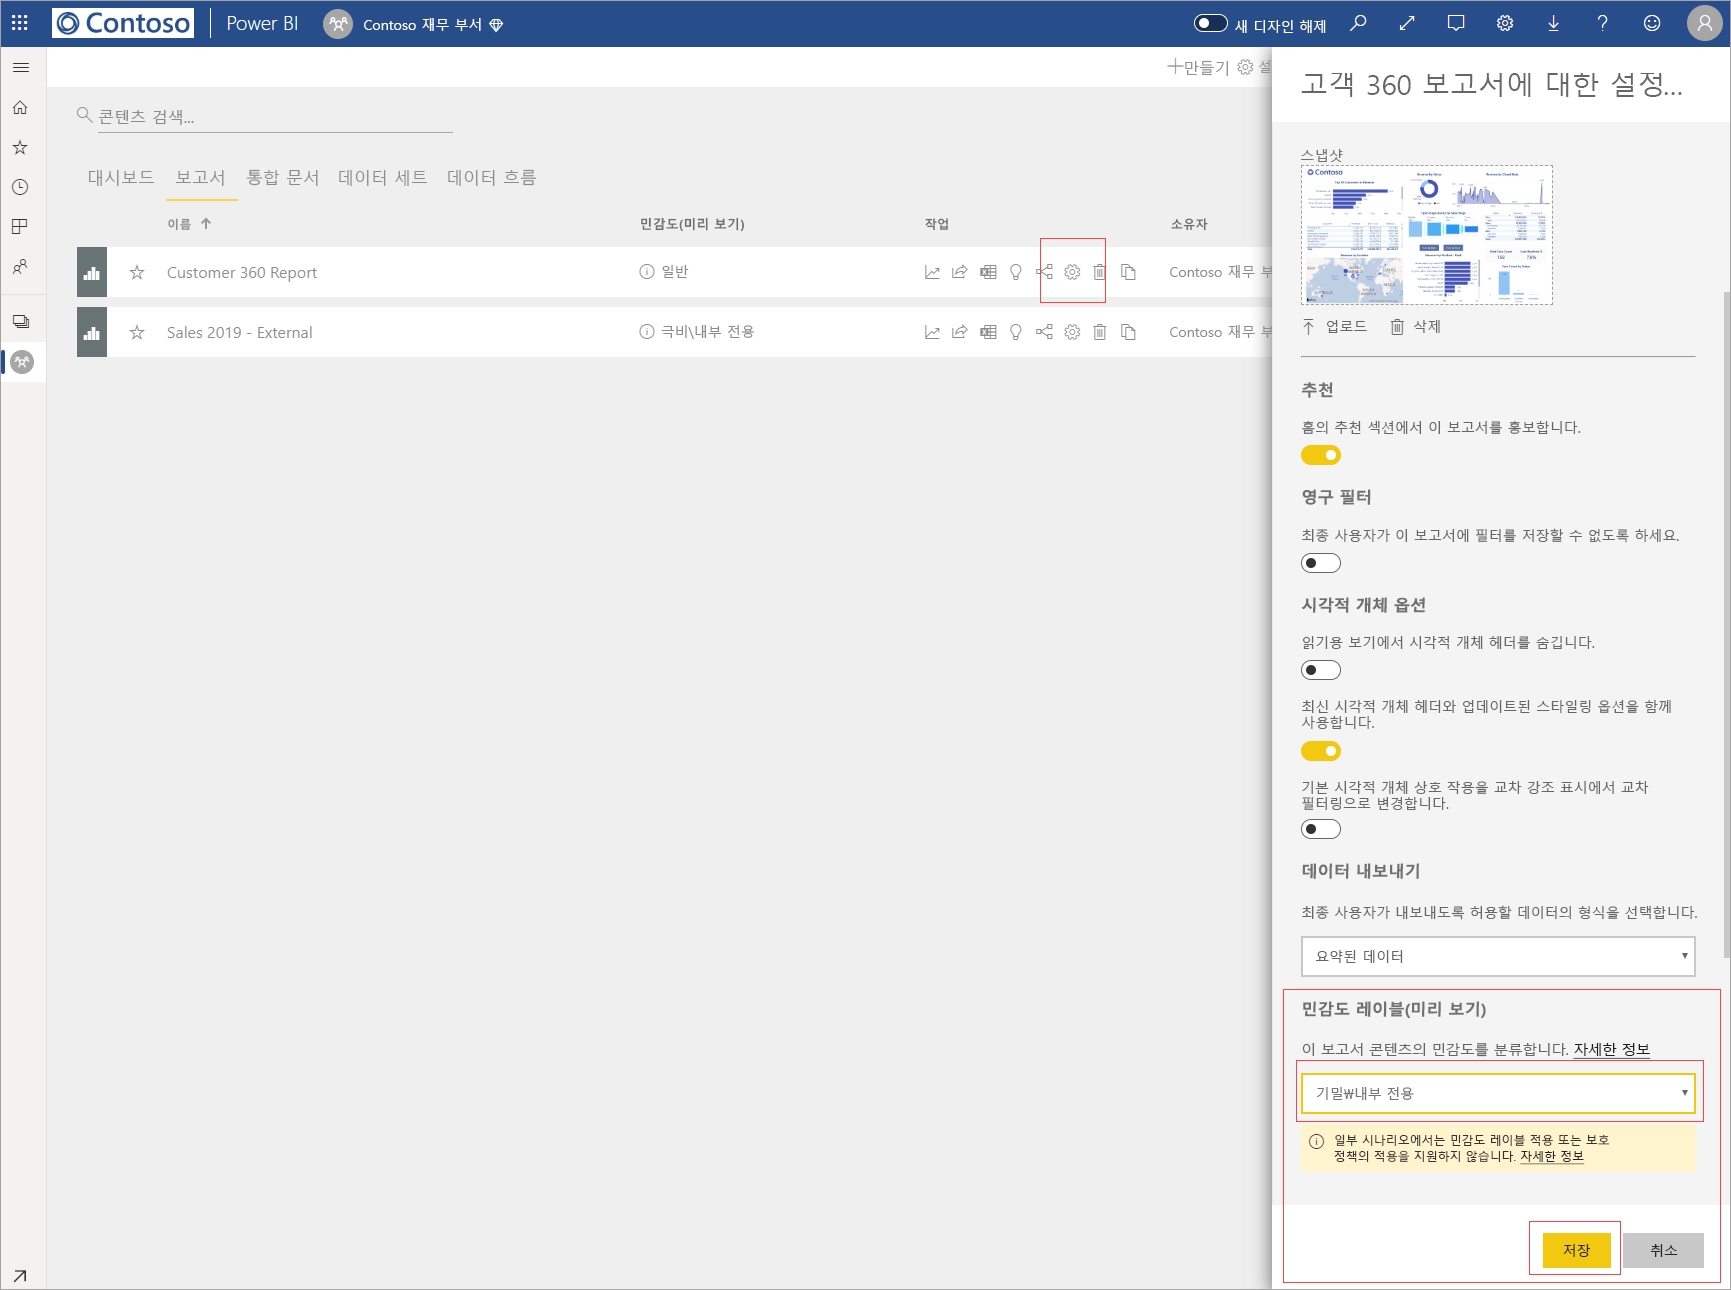 Contoso
Power BI
Contoso 재무 부서
새 디자인 해제
만들기
콘텐츠 검색...
대시보드
보고서
통합 문서
데이터 세트
데이터 흐름
이름
민감도(미리 보기)
작업
소유자
Customer 360 Report
일반
Contoso 재무
Sales 2019 - External
극비\내부 전용
Contoso 재무
고객 360 보고서에 대한 설정...
스냅샷
Contoso
업로드
삭제
추천
홈의 추천 섹션에서 이 보고서를 홍보합니다.
영구 필터
최종 사용자가 이 보고서에 필터를 저장할 수 없도록 하세요.
시각적 개체 옵션
읽기용 보기에서 시각적 개체 헤더를 숨깁니다.
최신 시각적 개체 헤더와 업데이트된 스타일링 옵션을 함께
사용합니다.
기본 시각적 개체 상호 작용을 교차 강조 표시에서 교차
필터링으로 변경합니다.
데이터 내보내기
최종 사용자가 내보내도록 허용할 데이터의 형식을 선택합니다.
요약된 데이터
민감도 레이블(미리 보기)
이 보고서 콘텐츠의 민감도를 분류합니다. 자세한 정보
기밀₩내부 전용
일부 시나리오에서는 민감도 레이블 적용 또는 보호
정책의 적용을 지원하지 않습니다. 자세한 정보
저장
취소